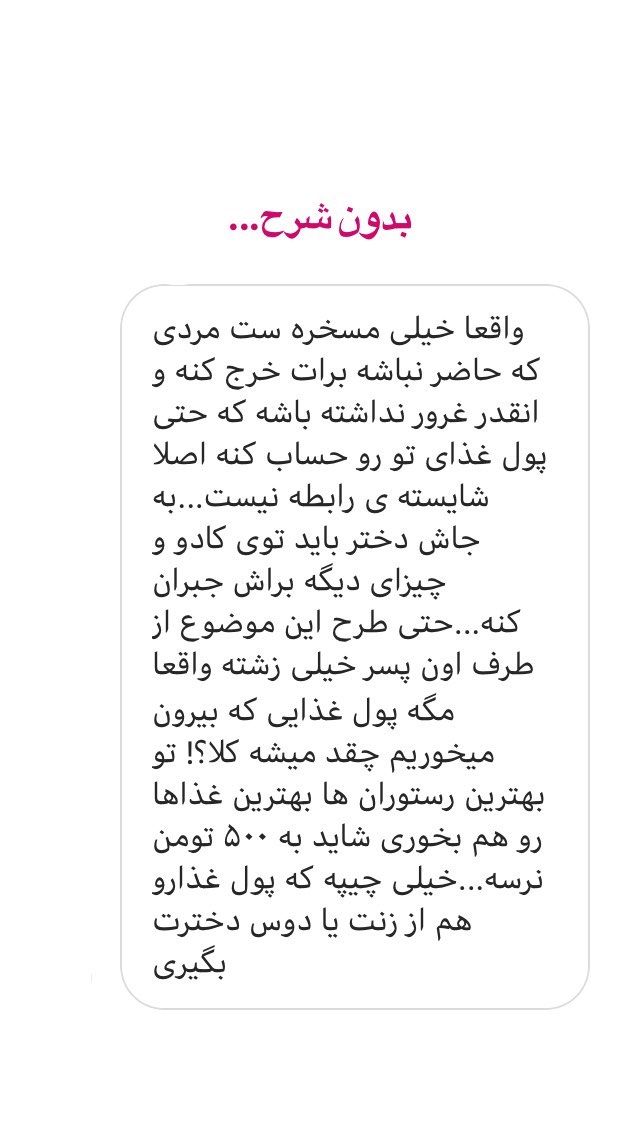 بدون شرح...
واقعا خیلی مسخره ست مردی
که حاضر نباشه برات خرج کنه و
انقدر غرور نداشته باشه که حتی
پول غذای تو رو حساب کنه اصلا
شایسته ی رابطه نیست...به
جاش دختر باید توی کادو و
چیزای دیگه براش جبران
کنه...حتی طرح این موضوع از
طرف اون پسر خیلی زشته واقعا
مگه پول غذایی که بیرون
میخوریم چقد میشه کلا؟! تو
بهترین رستوران ها بهترین غذاها
رو هم بخوری شاید به ۵۰۰ تومن
نرسه...خیلی چیپه که پول غذارو
هم از زنت یا دوس دخترت
بگیری